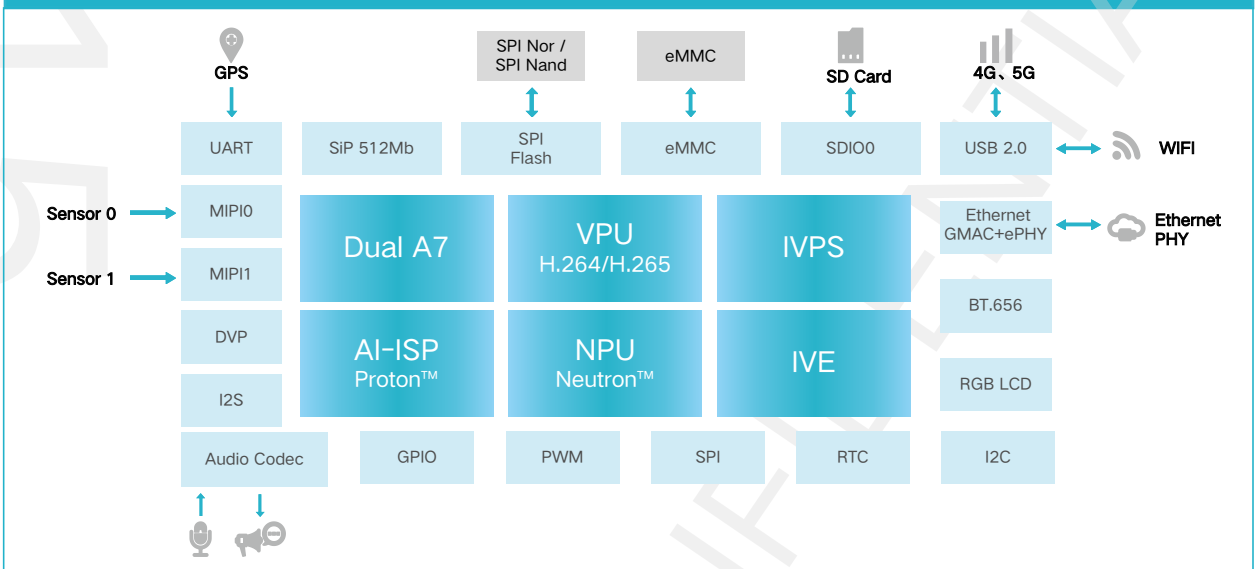 GPS
SPI Nor /
SPI Nand
eMMC
SD Card
4G、5G
UART
SiP 512Mb
SPI
Flash
eMMC
SDIO0
USB 2.0
WIFI
Sensor 0
MIPI0
Dual A7
VPU
H.264/H.265
IVPS
Ethernet
GMAC+ePHY
Ethernet
PHY
Sensor 1
MIPI1
BT.656
DVP
AI-ISP
Proton™
NPU
Neutron™
IVE
RGB LCD
I2S
Audio Codec
GPIO
PWM
SPI
RTC
I2C